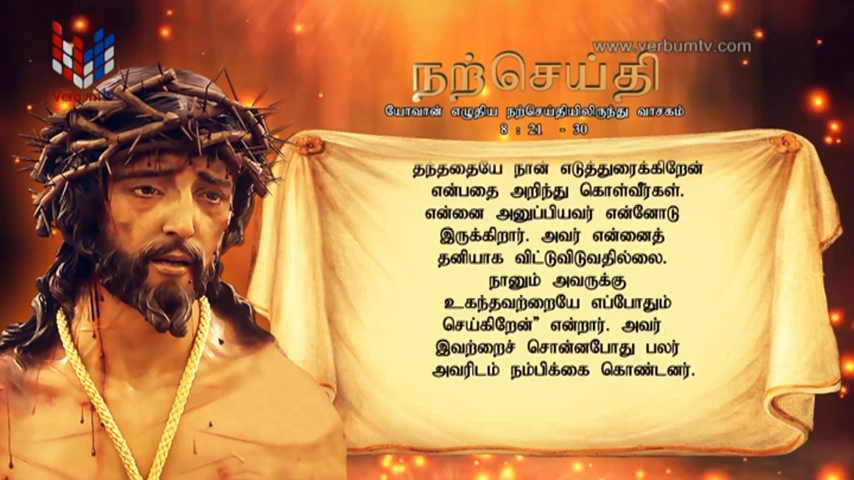 www.verbumtv.com
Verbumtv
நற்செய்தி
யோவான் எழுதிய நற்செய்தியிலிருந்து வாசகம்
8 : 21 - 30
தந்ததையே நான் எடுத்துரைக்கிறேன்
என்பதை அறிந்து கொள்வீர்கள்.
என்னை அனுப்பியவர் என்னோடு
இருக்கிறார். அவர் என்னைத்
தனியாக விட்டுவிடுவதில்லை.
நானும் அவருக்கு
உகந்தவற்றையே எப்போதும்
செய்கிறேன்” என்றார். அவர்
இவற்றைச் சொன்னபோது பலர்
அவரிடம் நம்பிக்கை கொண்டனர்.